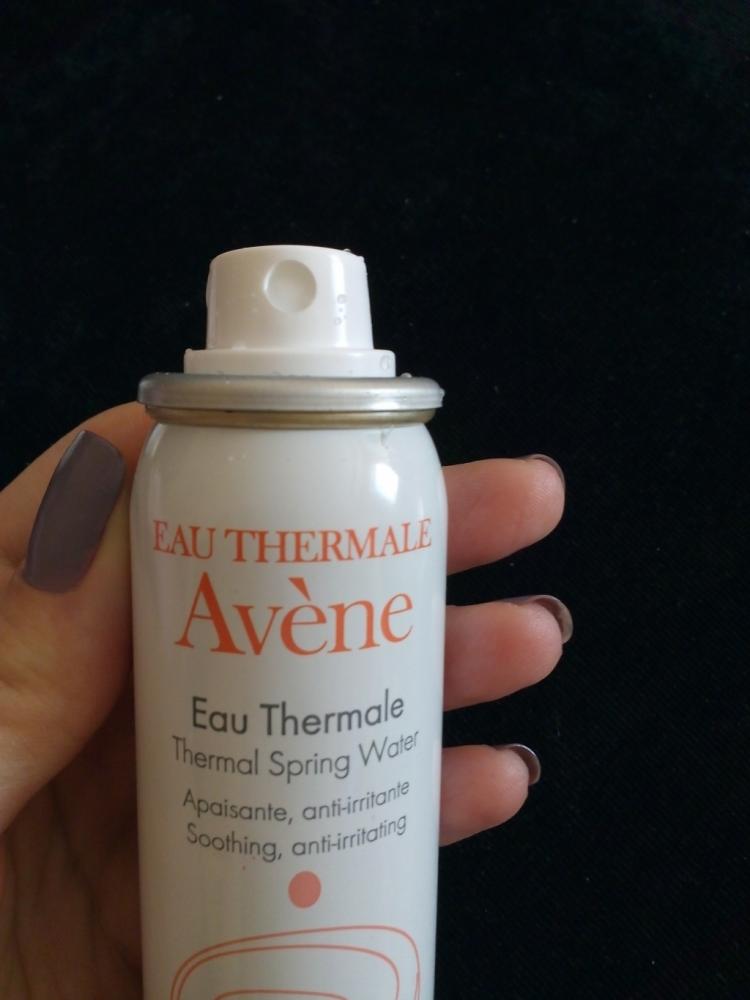 EAU THERMALE
Avène
Eau Thermale
Thermal Spring Water
Apaisante, anti-irritante
Soothing, anti-irritating